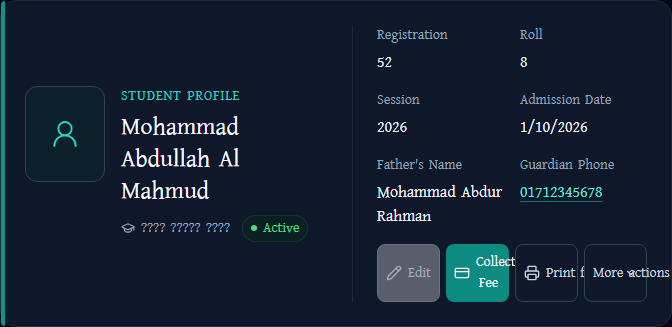 STUDENT PROFILE
Mohammad
Abdullah Al
Mahmud
???? ????? ????
Active
Registration
Roll
52
8
Session
Admission Date
2026
1/10/2026
Father's Name
Guardian Phone
Mohammad Abdur
Rahman
01712345678
Edit
Collect
Fee
Print f
More actions